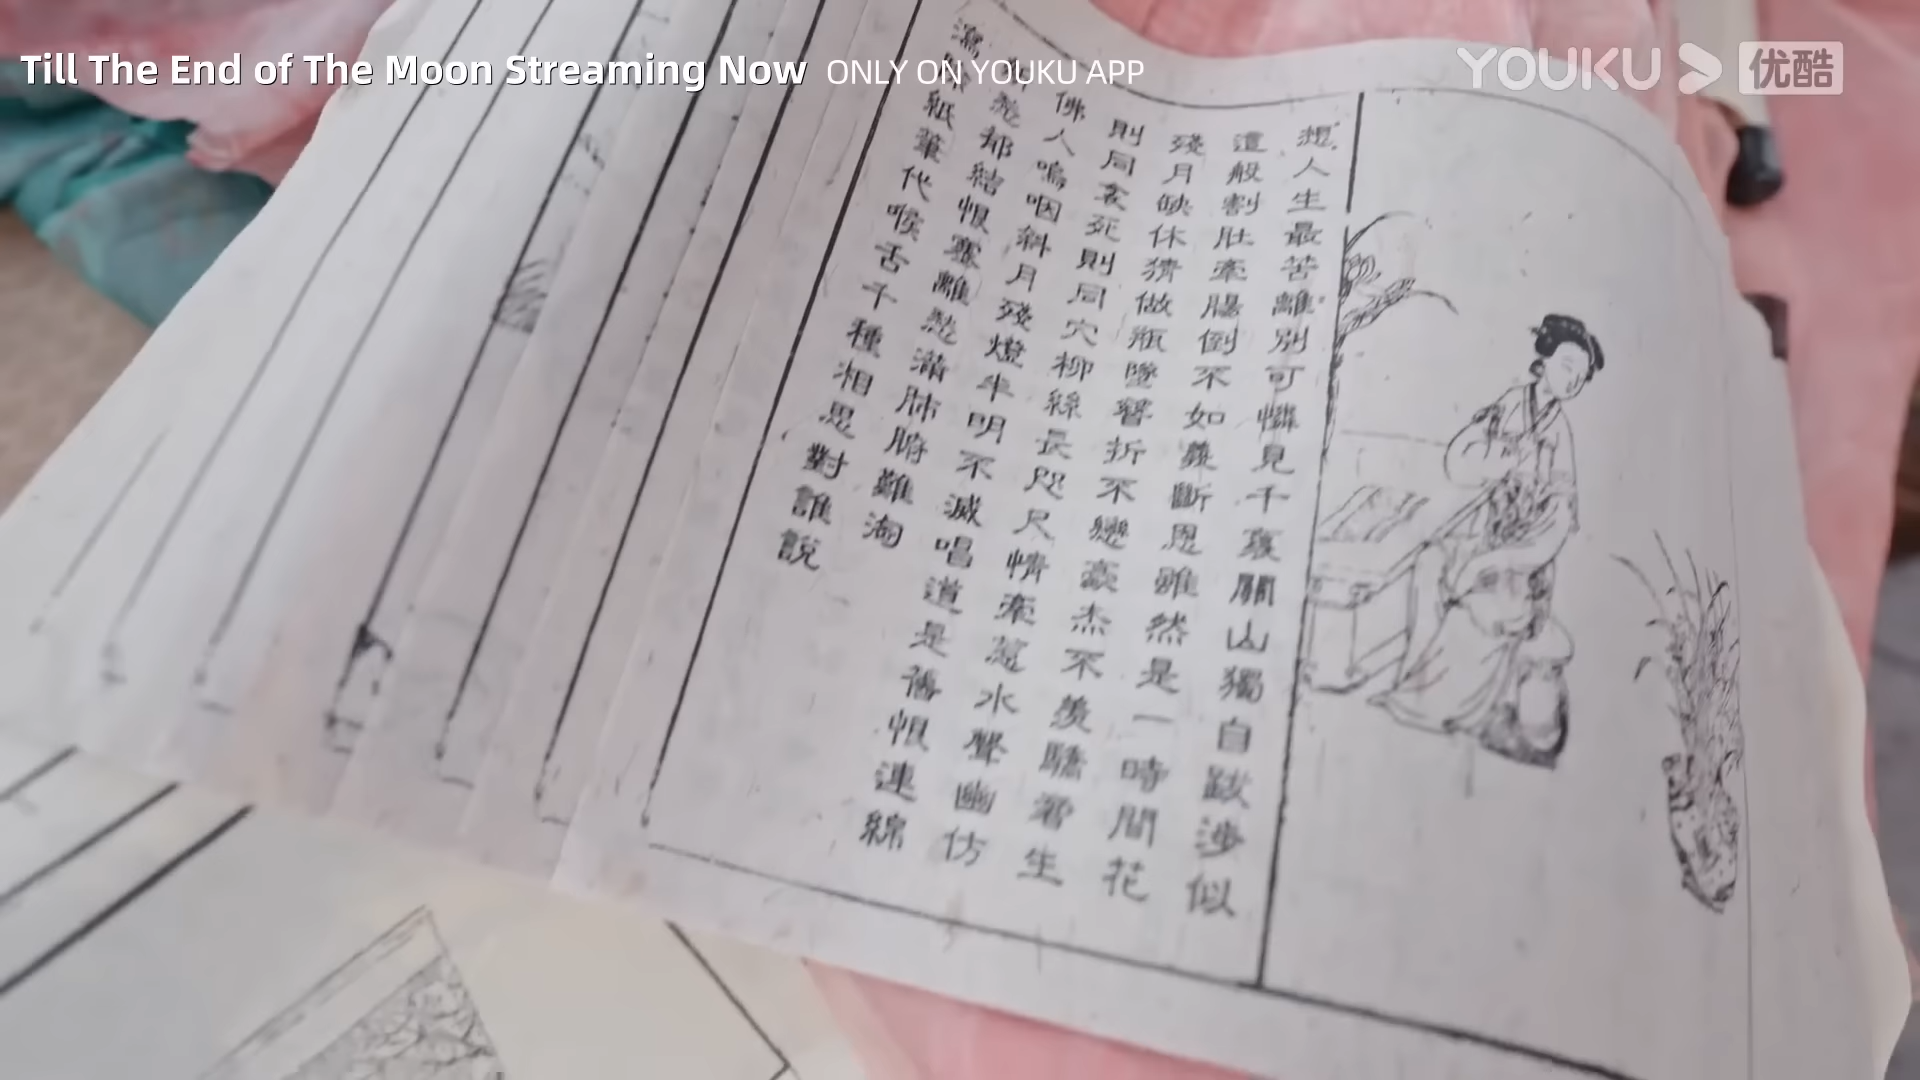 Till The End of The Moon Streaming Now ONLY ON YOUKU APP
YOUKU 优酷
想人生最苦離別可憐見千裏關山獨自跋涉似
這般割肚牽腸倒不如義斷恩雖然是一時間花
殘月缺休猜做瓶墜簪折不戀豪杰不羨驕奢生
則同衾死則同穴柳絲長咫尺情牽惹水聲幽仿
佛人嗚咽斜月殘燈半明不滅唱道是舊恨連綿
愁郁結恨塞離愁滿肺腑難淘
瀉紙筆代喉舌千種相思對誰說